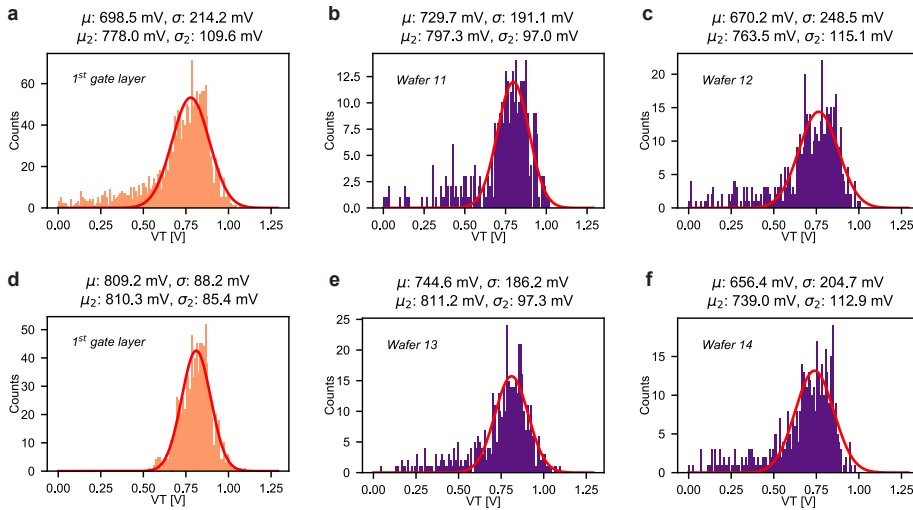 a
μ: 698.5 mV, σ: 214.2 mV
μ2: 778.0 mV, σ2: 109.6 mV
1st gate layer
Counts
60
40
20
0
0.00 0.25 0.50 0.75 1.00 1.25
VT [V]
b
μ: 729.7 mV, σ: 191.1 mV
μ2: 797.3 mV, σ2: 97.0 mV
Wafer 11
Counts
12.5
10.0
7.5
5.0
2.5
0.0
0.00 0.25 0.50 0.75 1.00 1.25
VT [V]
c
μ: 670.2 mV, σ: 248.5 mV
μ2: 763.5 mV, σ2: 115.1 mV
Wafer 12
Counts
20
15
10
5
0
0.00 0.25 0.50 0.75 1.00 1.25
VT [V]
d
μ: 809.2 mV, σ: 88.2 mV
μ2: 810.3 mV, σ2: 85.4 mV
1st gate layer
Counts
50
40
30
20
10
0
0.00 0.25 0.50 0.75 1.00 1.25
VT [V]
e
μ: 744.6 mV, σ: 186.2 mV
μ2: 811.2 mV, σ2: 97.3 mV
Wafer 13
Counts
25
20
15
10
5
0
0.00 0.25 0.50 0.75 1.00 1.25
VT [V]
f
μ: 656.4 mV, σ: 204.7 mV
μ2: 739.0 mV, σ2: 112.9 mV
Wafer 14
Counts
15
10
5
0
0.00 0.25 0.50 0.75 1.00 1.25
VT [V]